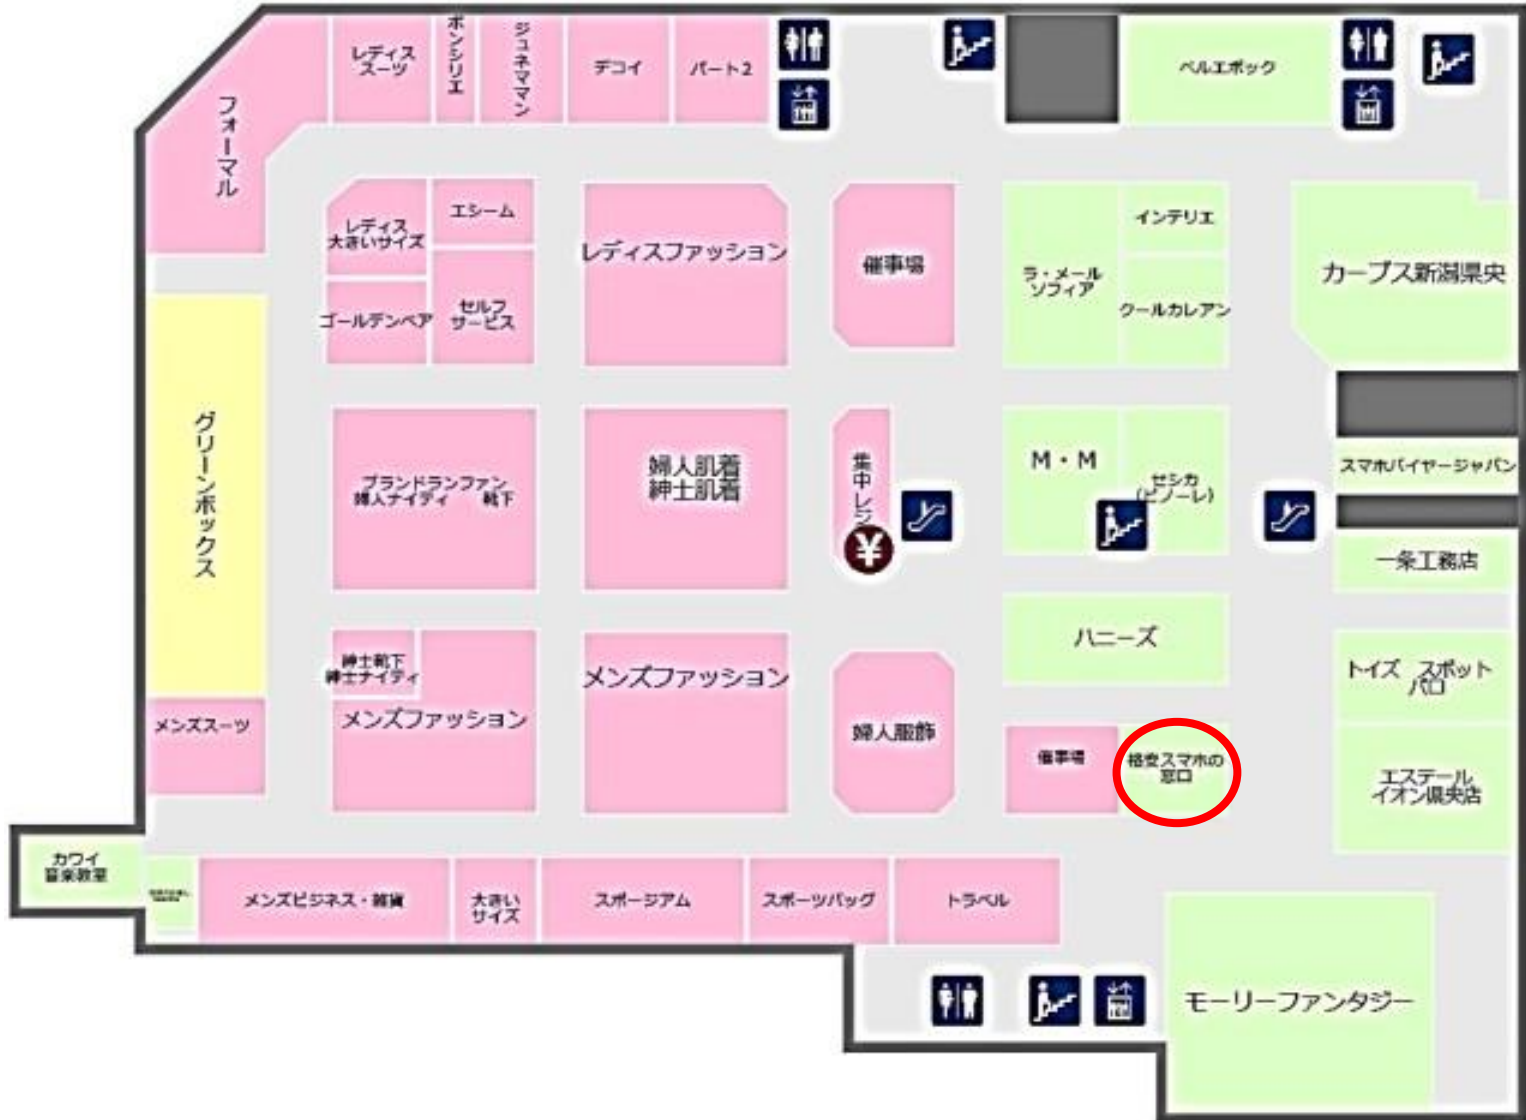 フォーマル
レディス
スーツ
ボンシリエ
ジュネママン
デコイ
パート2
ベルエポック
レディス
大きいサイズ
エシーム
ゴールデンベア
セルフ
サービス
レディスファッション
催事場
ラ・メール
ソフィア
インテリエ
クールカレアン
カーブス新潟県央
グリーンボックス
ブランドランファン
婦人ナイティ 靴下
婦人肌着
紳士肌着
集中レジ
¥
M・M
セシカ
(ピノーレ)
スマホバイヤージャパン
一条工務店
紳士靴下
紳士ナイティ
メンズファッション
メンズファッション
ハニーズ
トイズ スポット
パロ
メンズスーツ
婦人服飾
催事場
格安スマホの
窓口
エステール
イオン県央店
カワイ
音楽教室
メンズビジネス・雑貨
大きい
サイズ
スポージアム
スポーツバッグ
トラベル
モーリーファンタジー